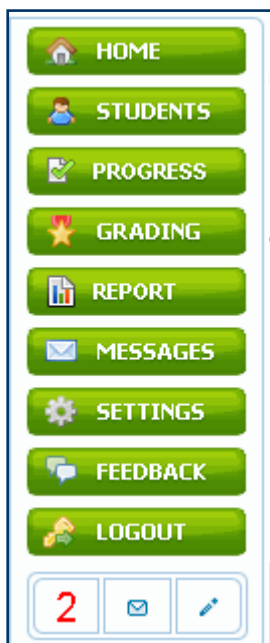 HOME
STUDENTS
PROGRESS
GRADING
REPORT
MESSAGES
SETTINGS
FEEDBACK
LOGOUT
2